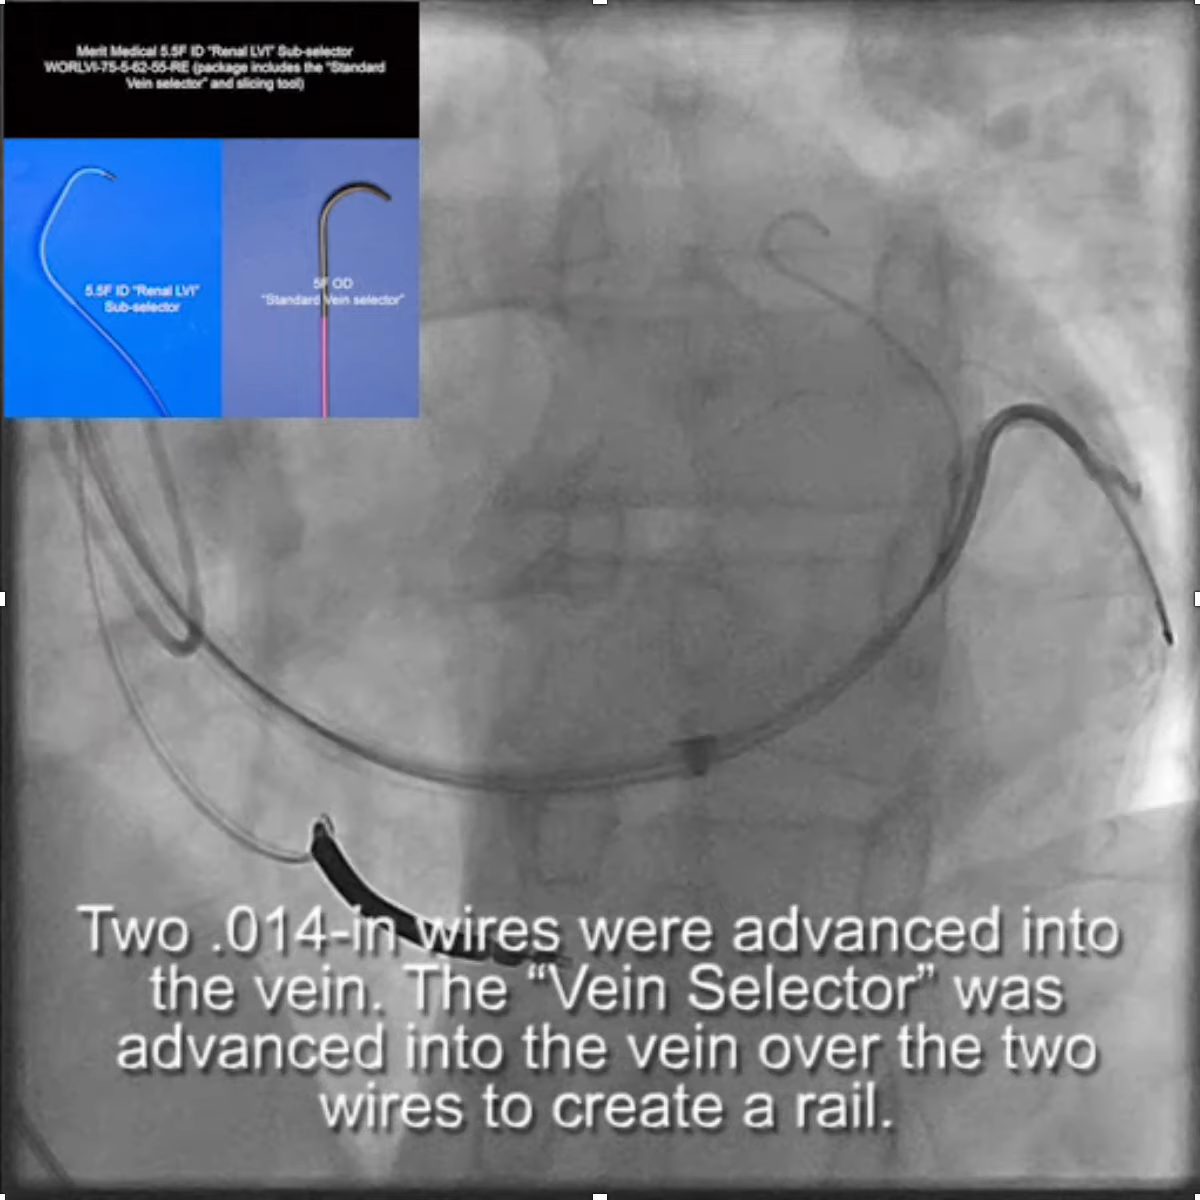 Merit Medical 5.5F ID "Renal LVI" Sub-selector
WORLVI-75-5-62-55-RE (package includes the "Standard
Vein selector" and slicing tool)
5.5F ID "Renal LVI"
Sub-selector
5F OD
"Standard Vein selector"
Two .014-in wires were advanced into
the vein. The “Vein Selector” was
advanced into the vein over the two
wires to create a rail.